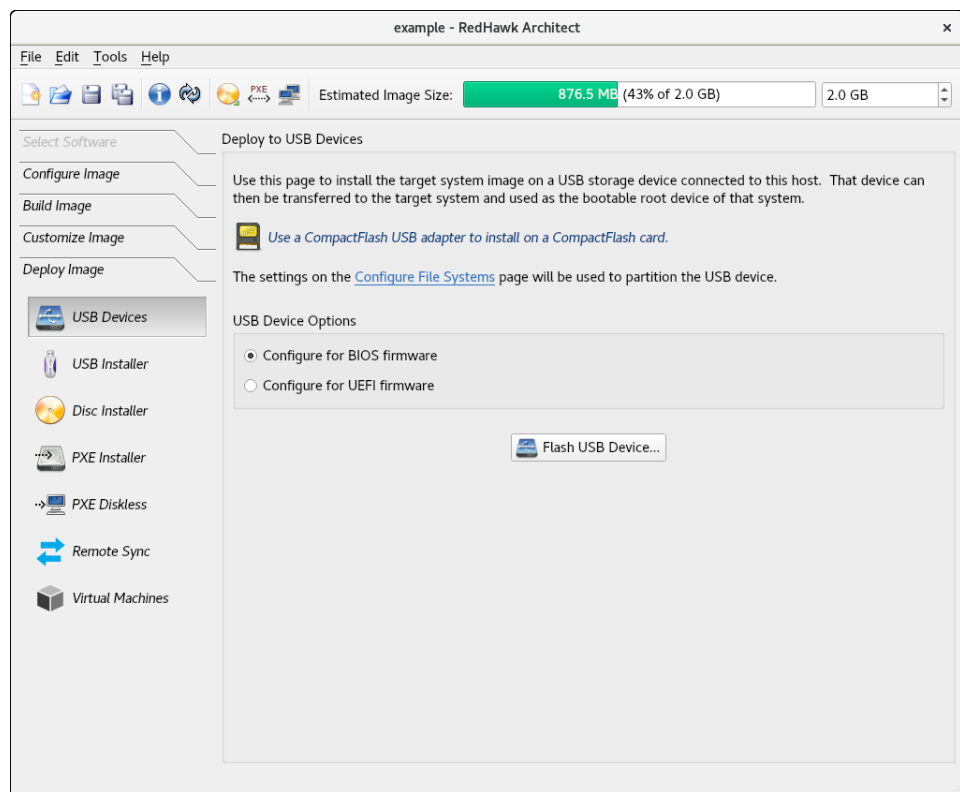 example - RedHawk Architect
File Edit Tools Help
PXE
Estimated Image Size: 876.5 MB (43% of 2.0 GB) 2.0 GB
Select Software
Configure Image
Build Image
Customize Image
Deploy Image
USB Devices
USB Installer
Disc Installer
PXE Installer
PXE Diskless
Remote Sync
Virtual Machines
Deploy to USB Devices
Use this page to install the target system image on a USB storage device connected to this host. That device can
then be transferred to the target system and used as the bootable root device of that system.
Use a CompactFlash USB adapter to install on a CompactFlash card.
The settings on the Configure File Systems page will be used to partition the USB device.
USB Device Options
Configure for BIOS firmware
Configure for UEFI firmware
Flash USB Device...